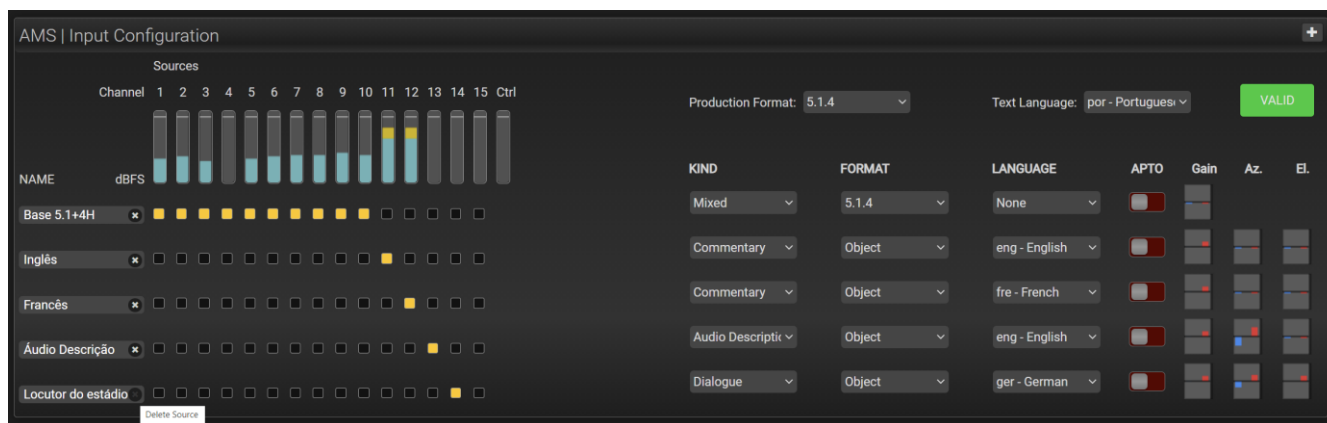 AMS | Input Configuration
Sources
Channel 1 2 3 4 5 6 7 8 9 10 11 12 13 14 15 Ctrl
Production Format: 5.1.4 Text Language: por - Portugues VALID
NAME dBFS KIND FORMAT LANGUAGE APTO Gain Az. El.
Base 5.1+4H Mixed 5.1.4 None
Inglês Commentary Object eng - English
Francês Commentary Object fre - French
Áudio Descrição Audio Descriptic Object eng - English
Locutor do estádio Dialogue Object ger - German
Delete Source